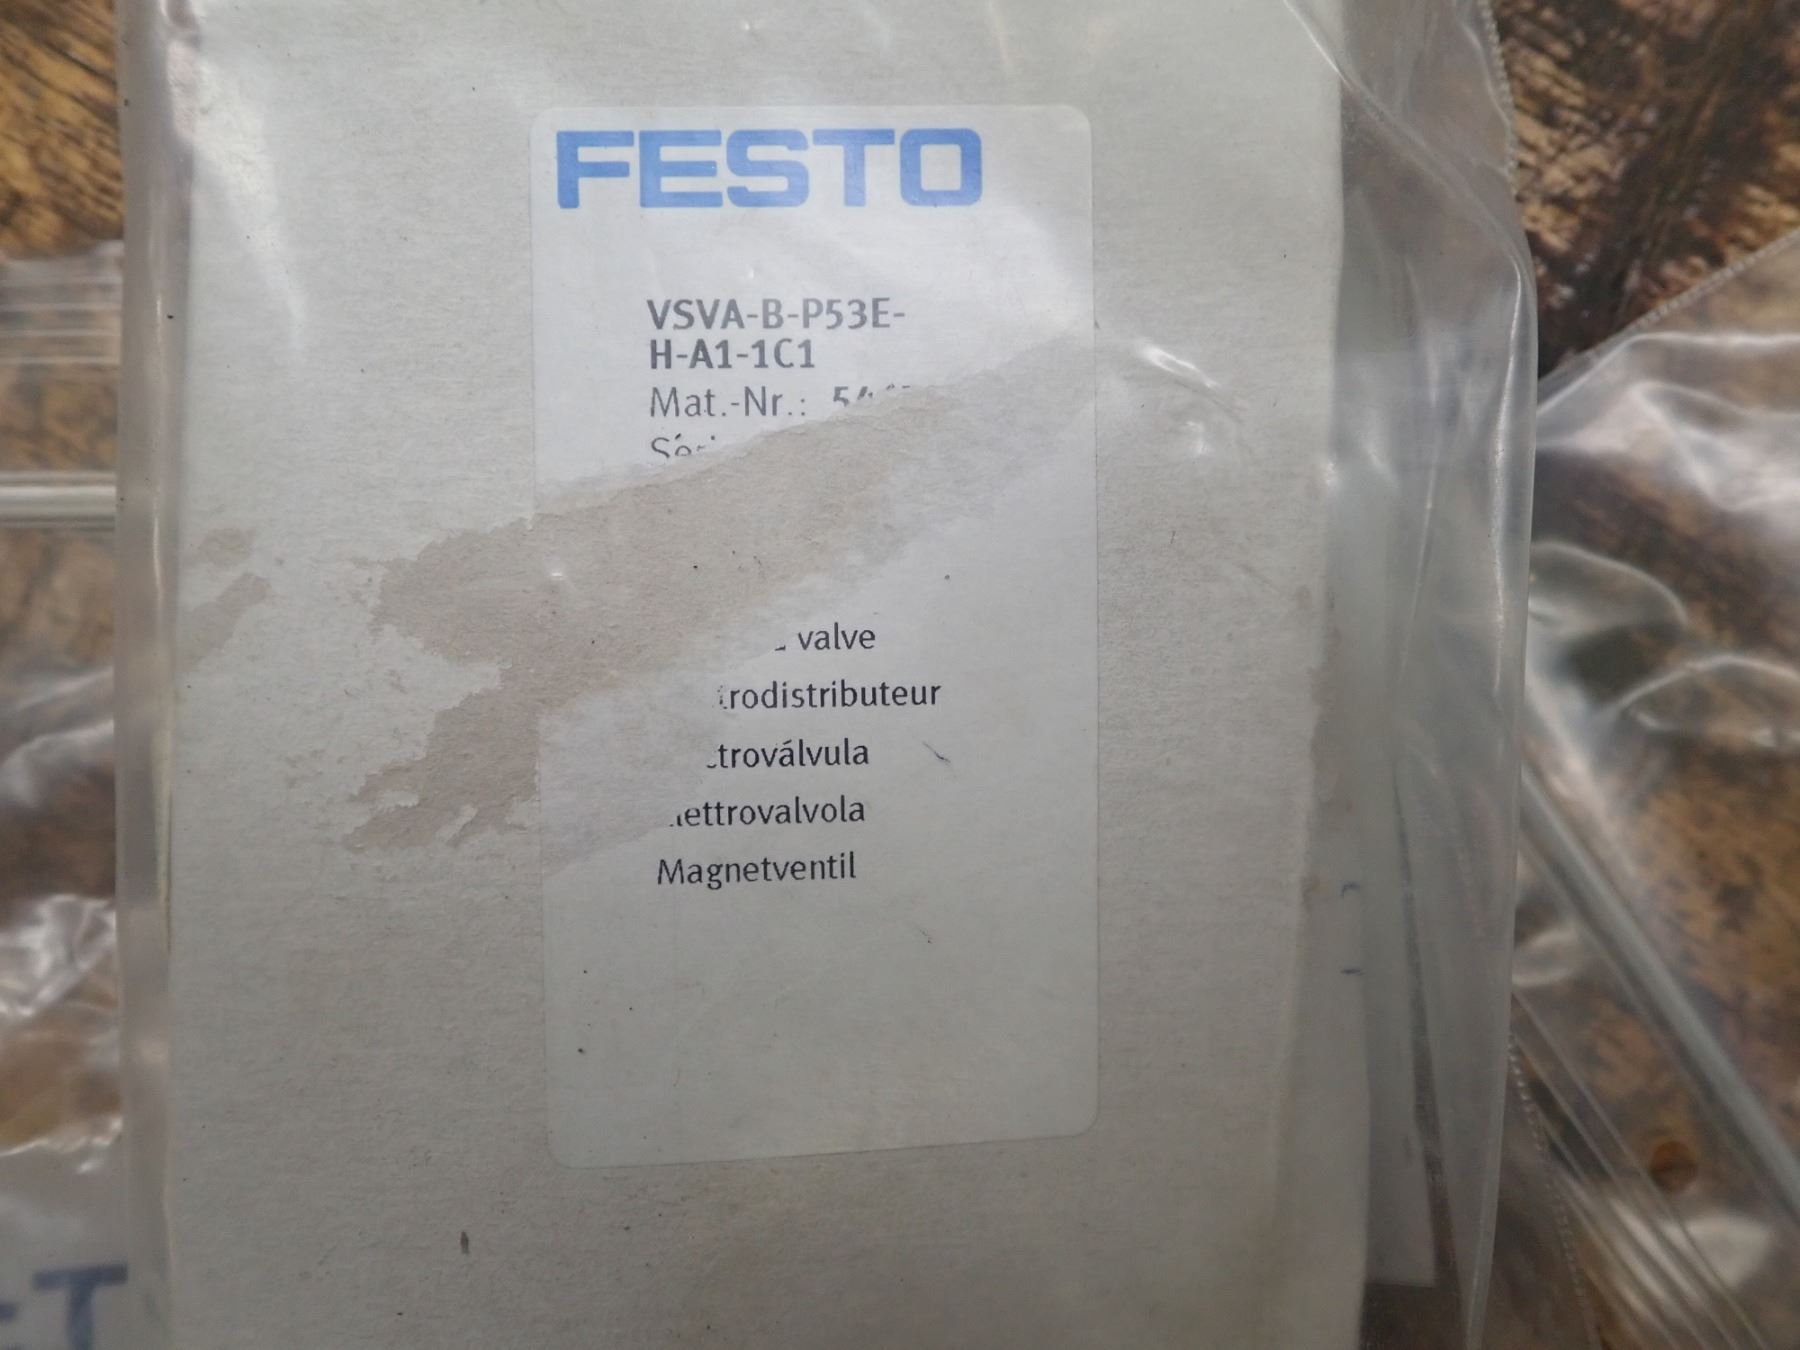 FESTO
VSVA-B-P53E-
H-A1-1C1
Mat.-Nr.:
valve
trodistributeur
troválvula
ettrovalvola
Magnetventil